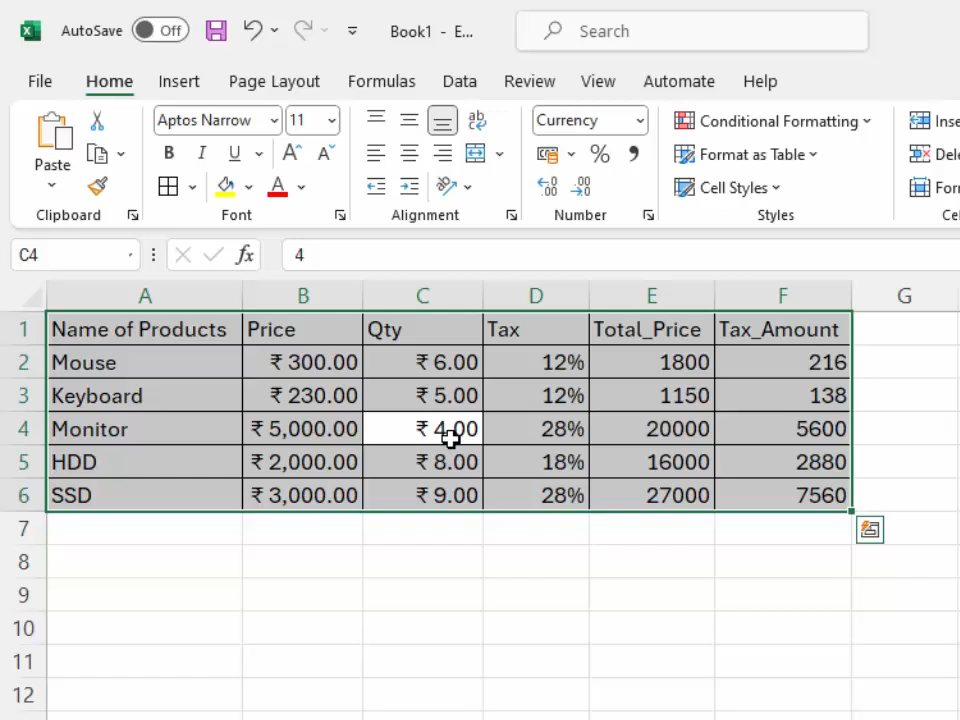 AutoSave Off Book1 - E... Search
File Home Insert Page Layout Formulas Data Review View Automate Help
Paste Aptos Narrow 11 Currency Conditional Formatting Inse
B I U A A % Format as Table Dele
A Cell Styles For
Clipboard Font Alignment Number Styles Cel
C4 fx 4
A B C D E F G
1 Name of Products Price Qty Tax Total_Price Tax_Amount
2 Mouse ₹ 300.00 ₹ 6.00 12% 1800 216
3 Keyboard ₹ 230.00 ₹ 5.00 12% 1150 138
4 Monitor ₹ 5,000.00 ₹ 4.00 28% 20000 5600
5 HDD ₹ 2,000.00 ₹ 8.00 18% 16000 2880
6 SSD ₹ 3,000.00 ₹ 9.00 28% 27000 7560
7
8
9
10
11
12